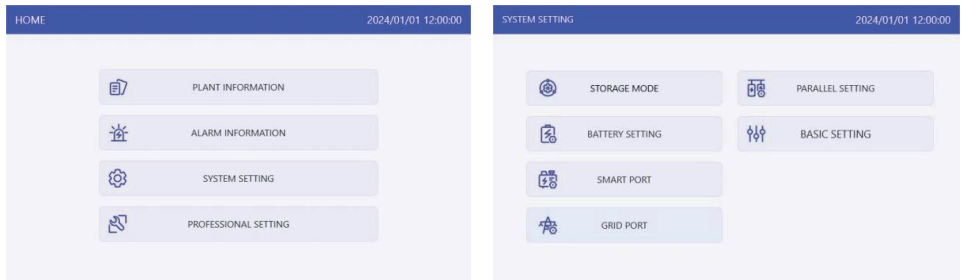 HOME 2024/01/01 12:00:00
PLANT INFORMATION
ALARM INFORMATION
SYSTEM SETTING
PROFESSIONAL SETTING
SYSTEM SETTING 2024/01/01 12:00:00
STORAGE MODE
BATTERY SETTING
SMART PORT
GRID PORT
PARALLEL SETTING
BASIC SETTING